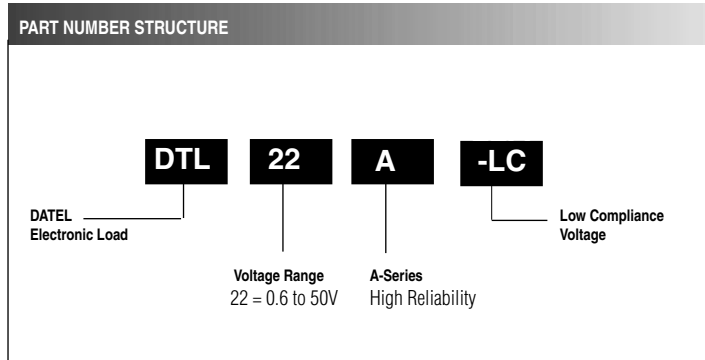 PART NUMBER STRUCTURE
DTL 22 A -LC
DATEL
Electronic Load
Low Compliance
Voltage
Voltage Range
22 = 0.6 to 50V
A-Series
High Reliability